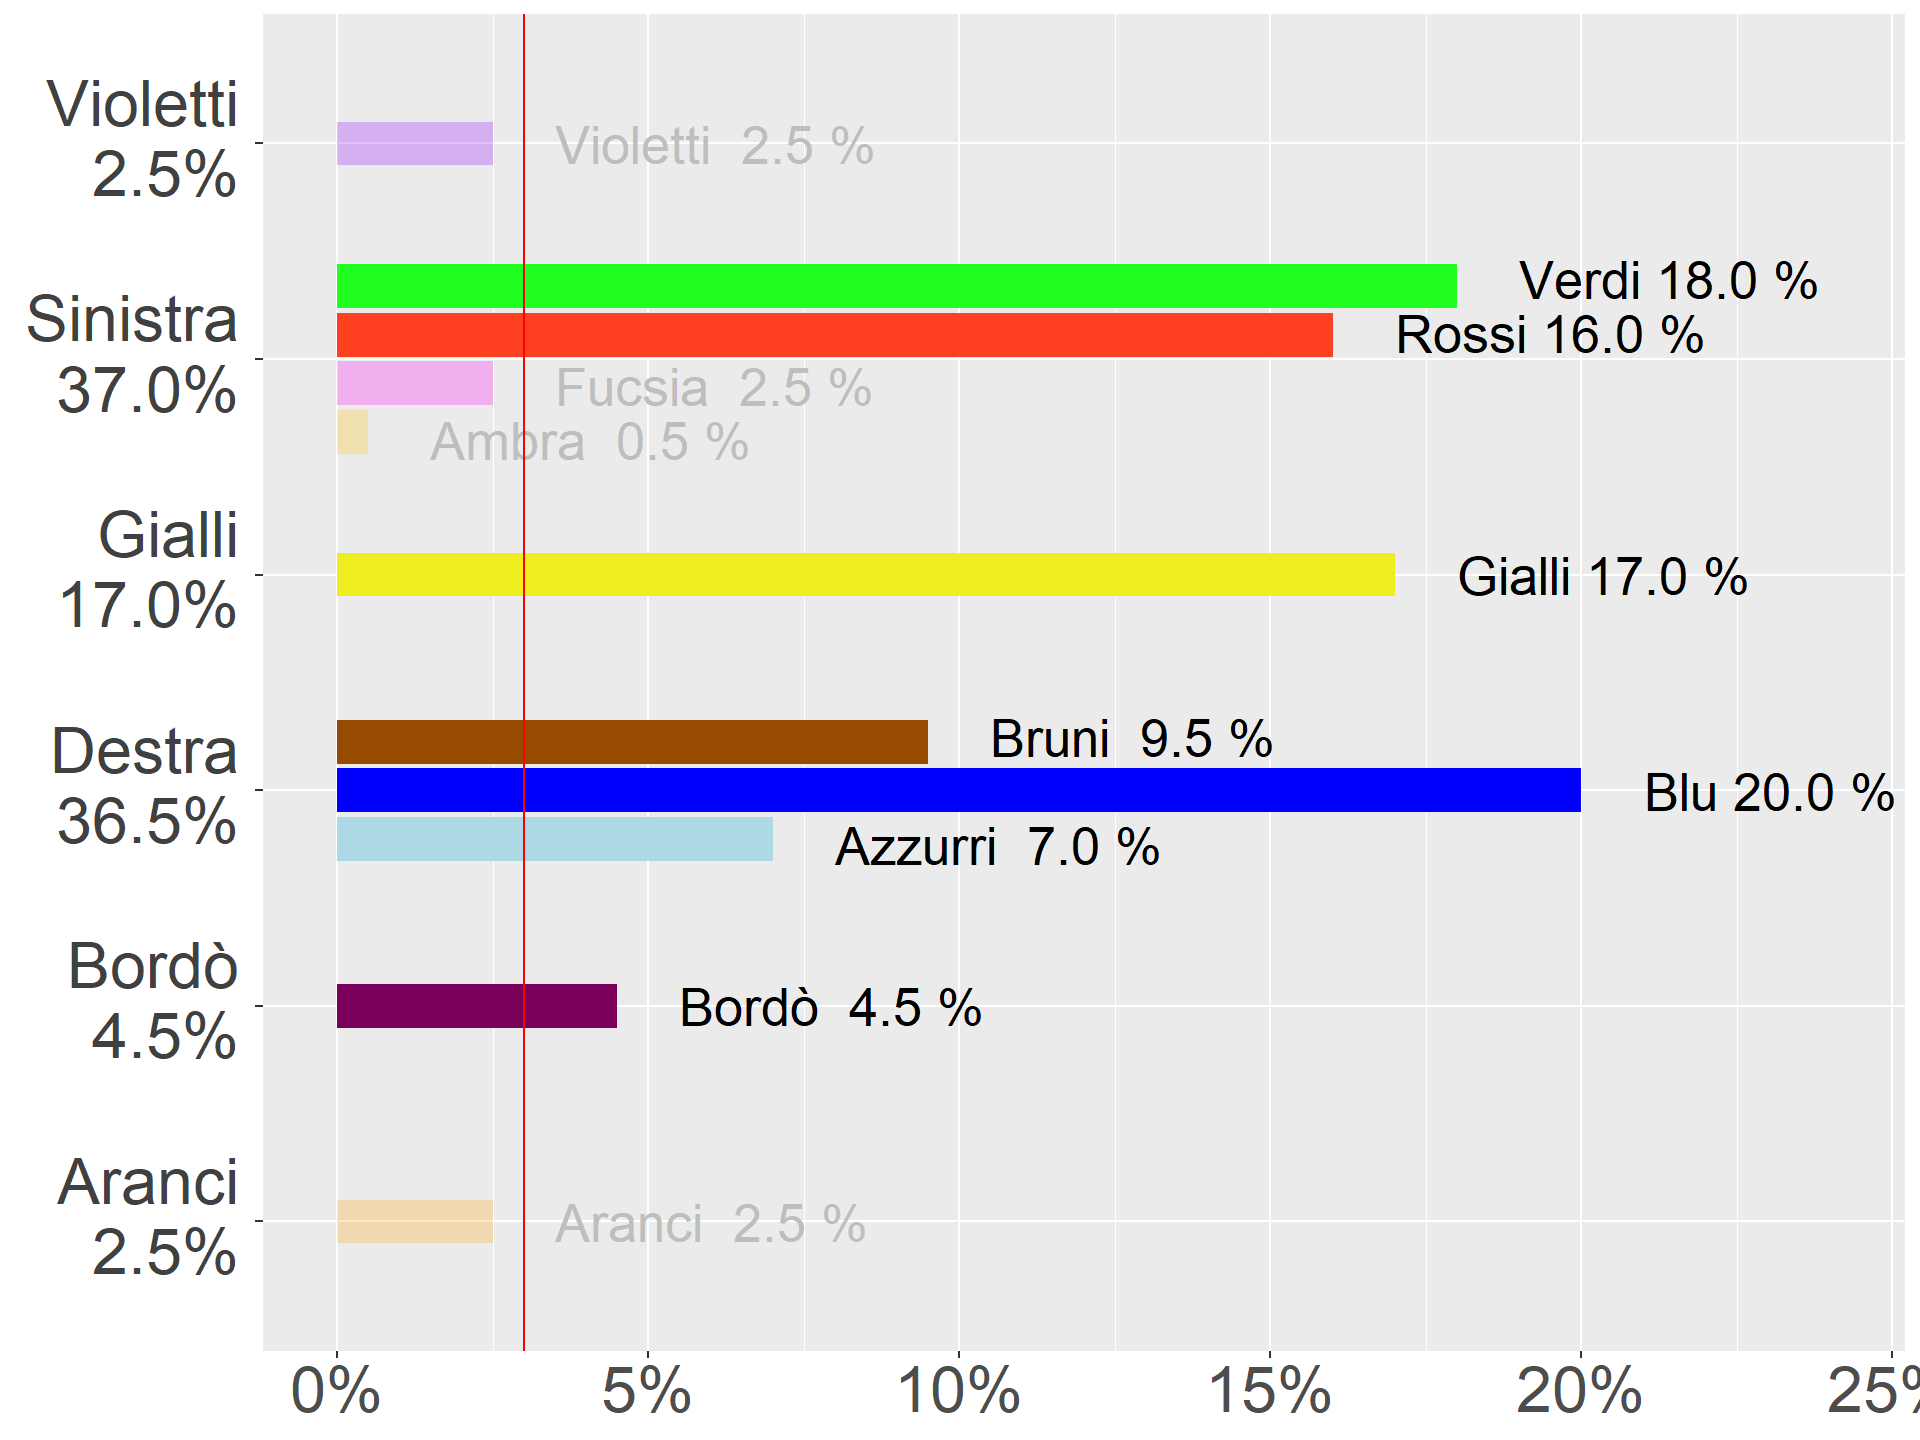 Violetti
2.5%
Violetti 2.5 %
Sinistra
37.0%
Verdi 18.0 %
Rossi 16.0 %
Fucsia 2.5 %
Ambra 0.5 %
Gialli
17.0%
Gialli 17.0 %
Destra
36.5%
Bruni 9.5 %
Blu 20.0 %
Azzurri 7.0 %
Bordò
4.5%
Bordò 4.5 %
Aranci
2.5%
Aranci 2.5 %
0% 5% 10% 15% 20% 25%